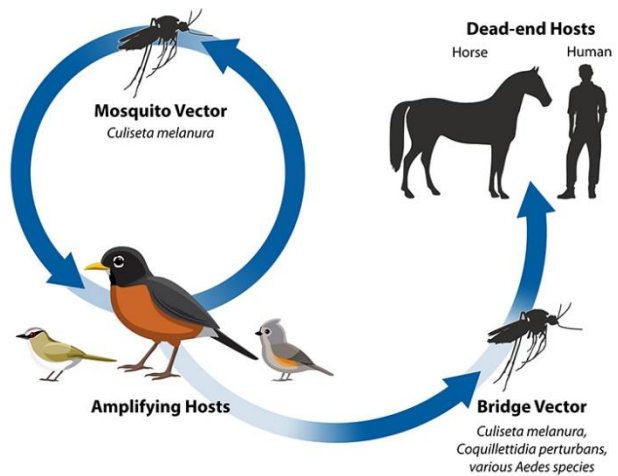 Mosquito Vector
Culiseta melanura
Dead-end Hosts
Horse
Human
Amplifying Hosts
Bridge Vector
Culiseta melanura,
Coquillettidia perturbans,
various Aedes species